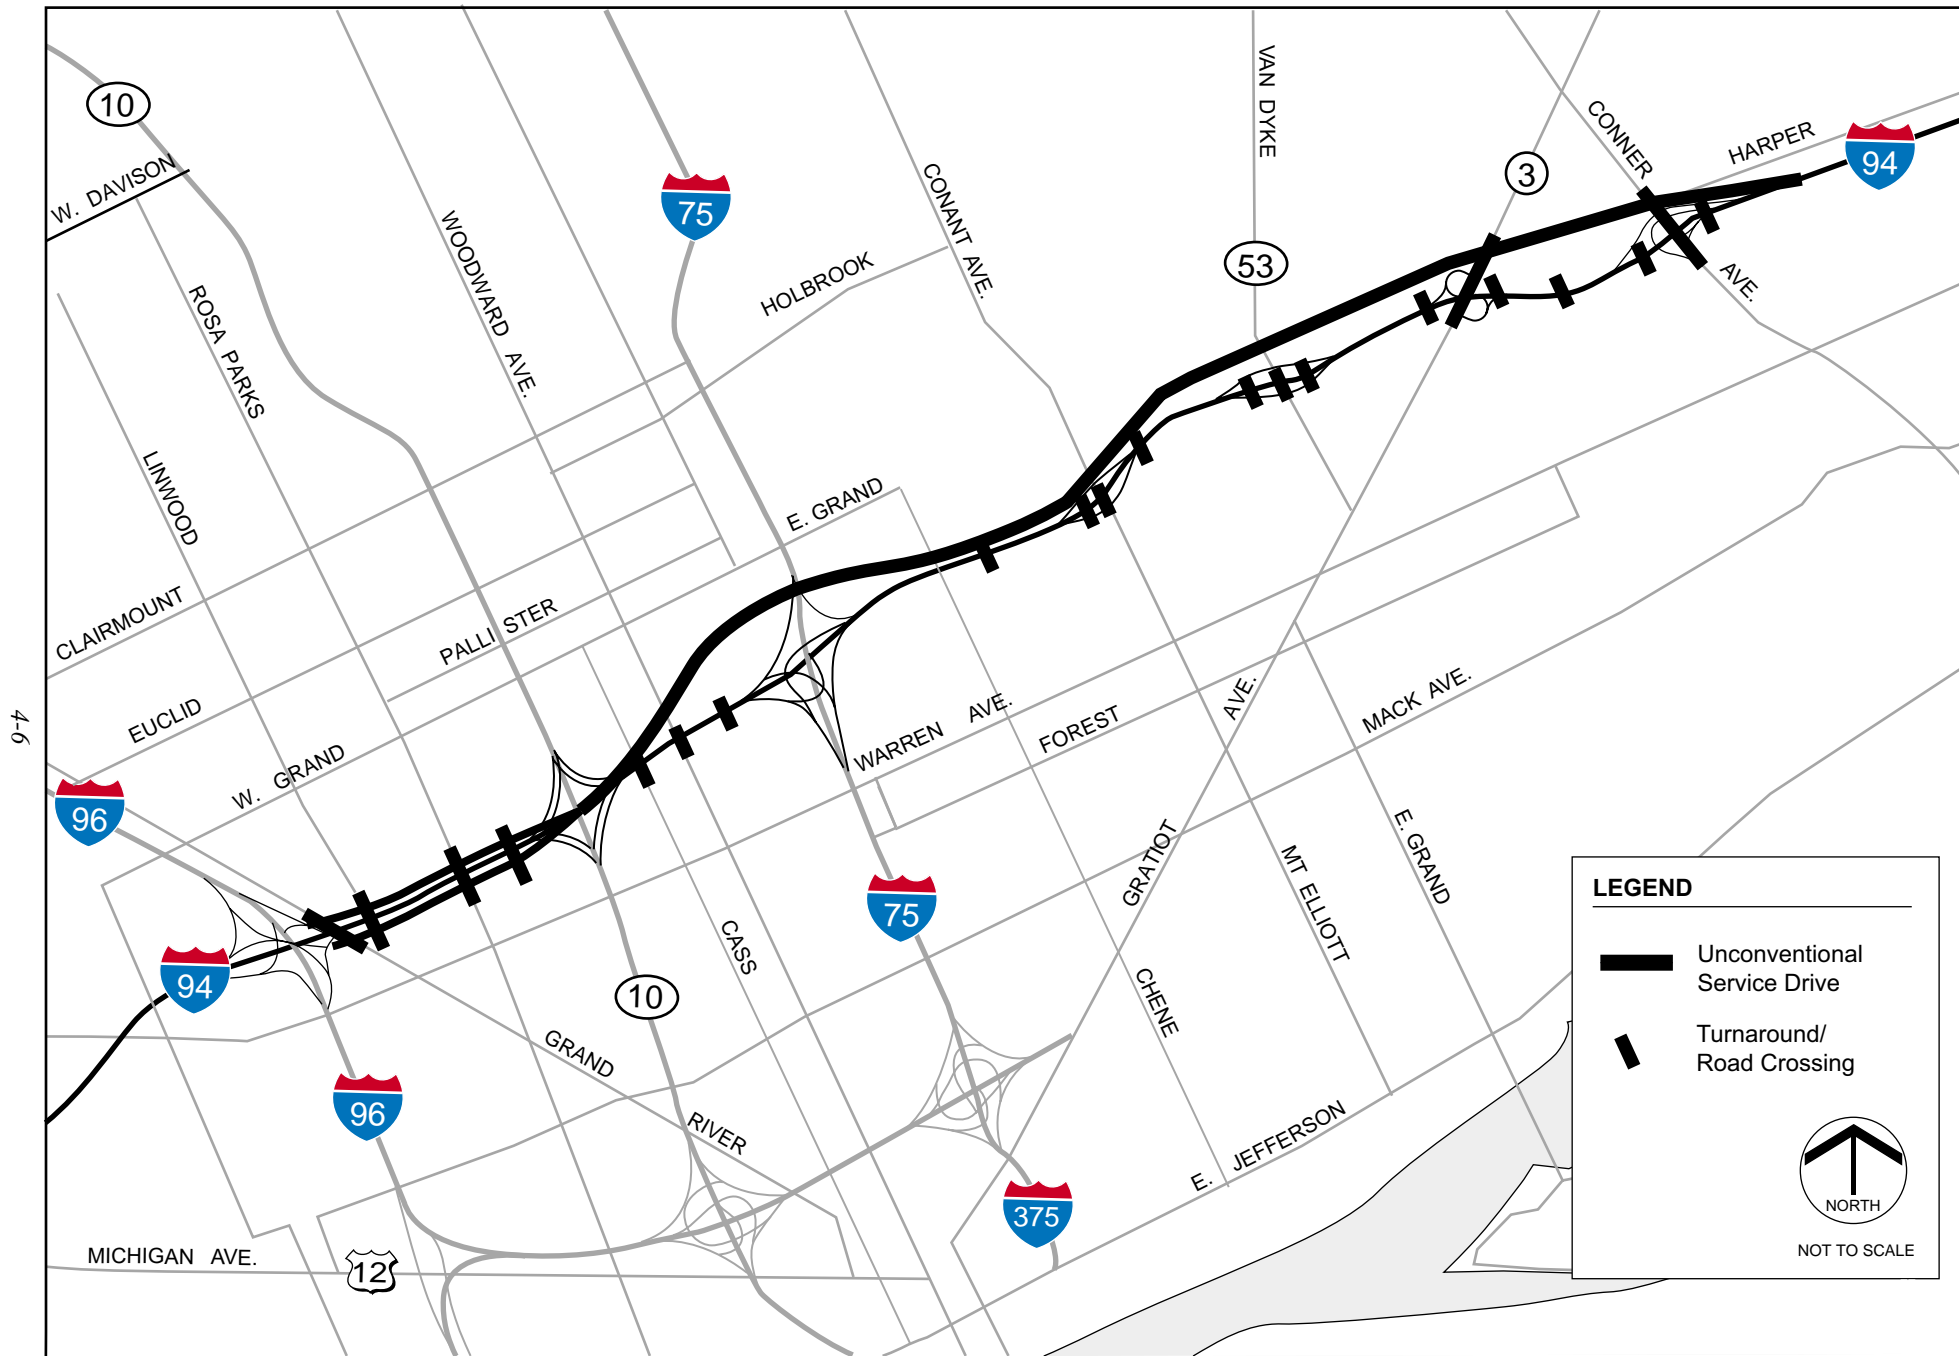 10
W. DAVISON
ROSA PARKS
LINWOOD
WOODWARD AVE.
75
HOLBROOK
CONANT AVE.
VAN DYKE
53
3
CONNER
AVE.
HARPER
94
E. GRAND
CLAIRMOUNT
EUCLID
PALLI STER
W. GRAND
96
94
WARREN AVE.
FOREST
AVE.
GRATIOT
MACK AVE.
E. GRAND
MT ELLIOTT
CHENE
CASS
75
10
GRAND
RIVER
96
E. JEFFERSON
375
MICHIGAN AVE.
12
4-6
LEGEND
Unconventional
Service Drive
Turnaround/
Road Crossing
NORTH
NOT TO SCALE